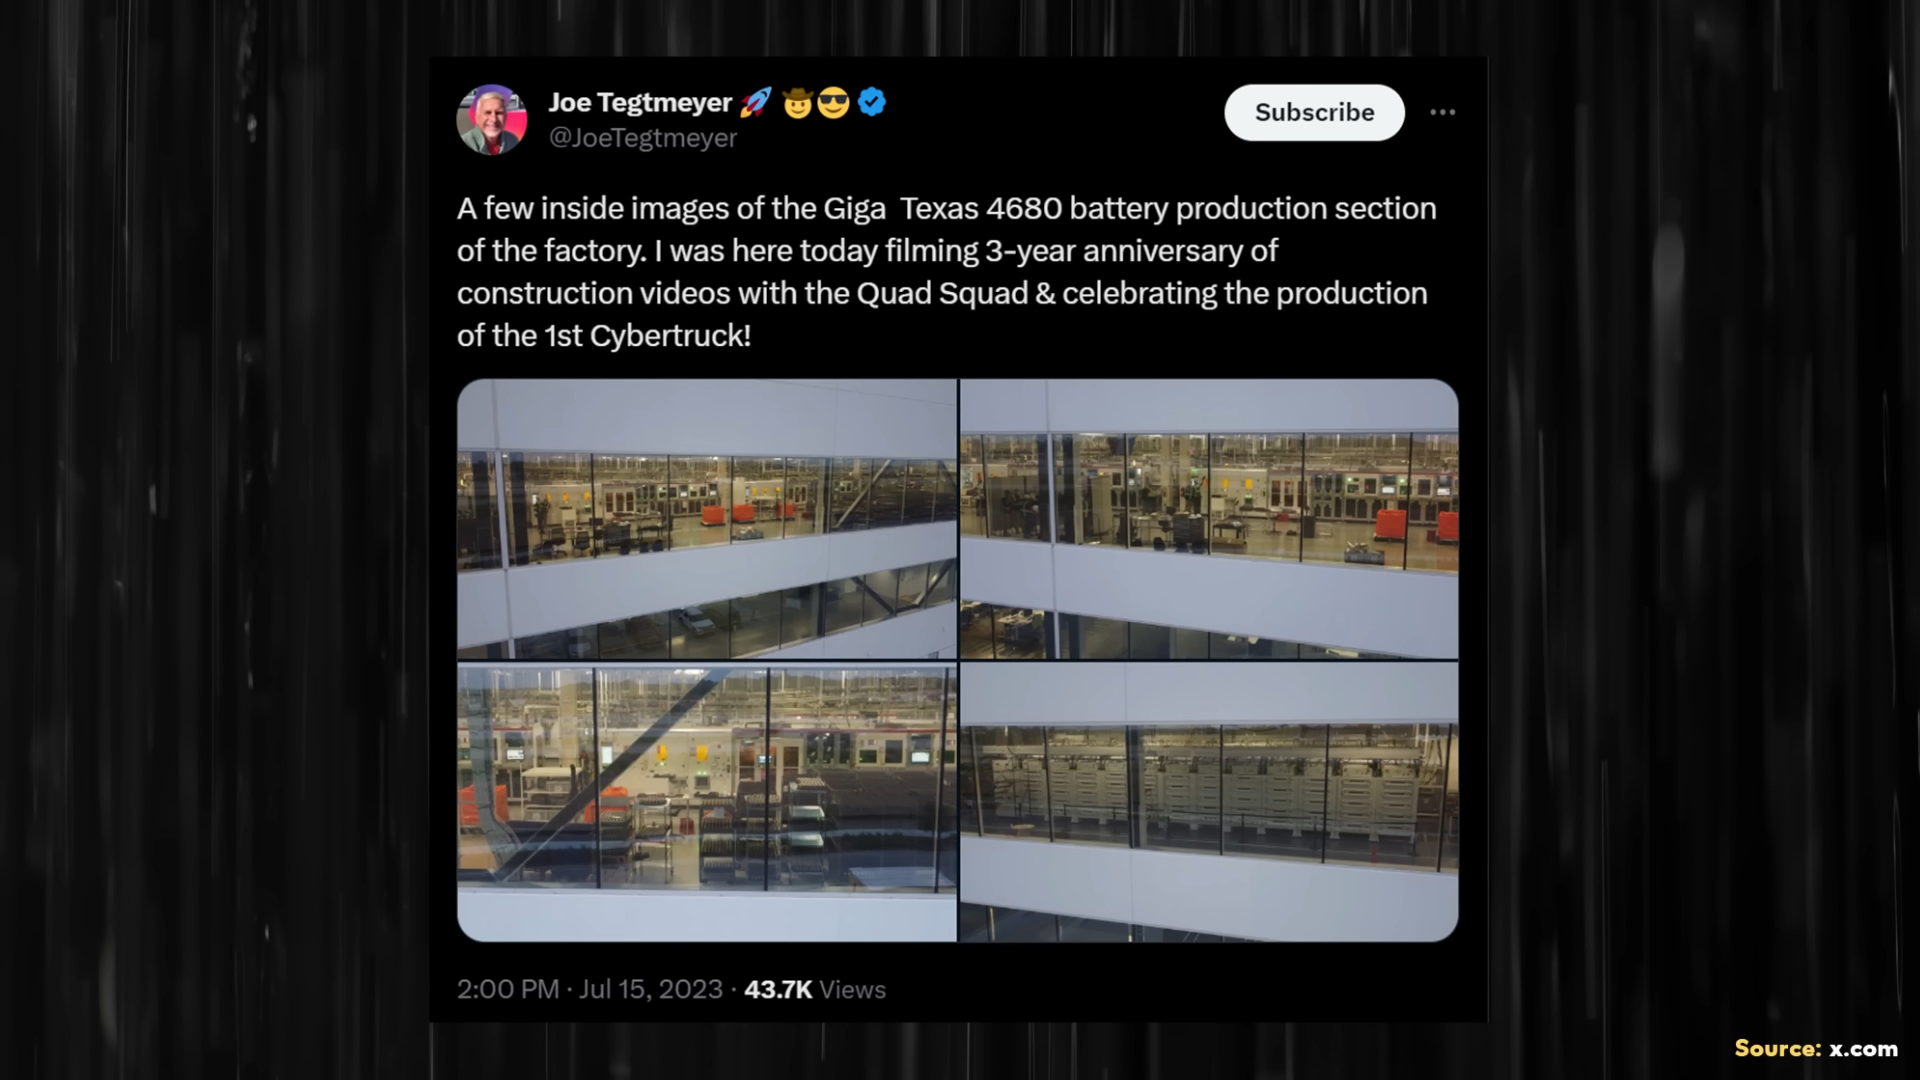 Joe Tegtmeyer 🚀 🤠😎
@JoeTegtmeyer
Subscribe
A few inside images of the Giga  Texas 4680 battery production section
of the factory. I was here today filming 3-year anniversary of
construction videos with the Quad Squad & celebrating the production
of the 1st Cybertruck!
2:00 PM · Jul 15, 2023 · 43.7K Views
Source: x.com